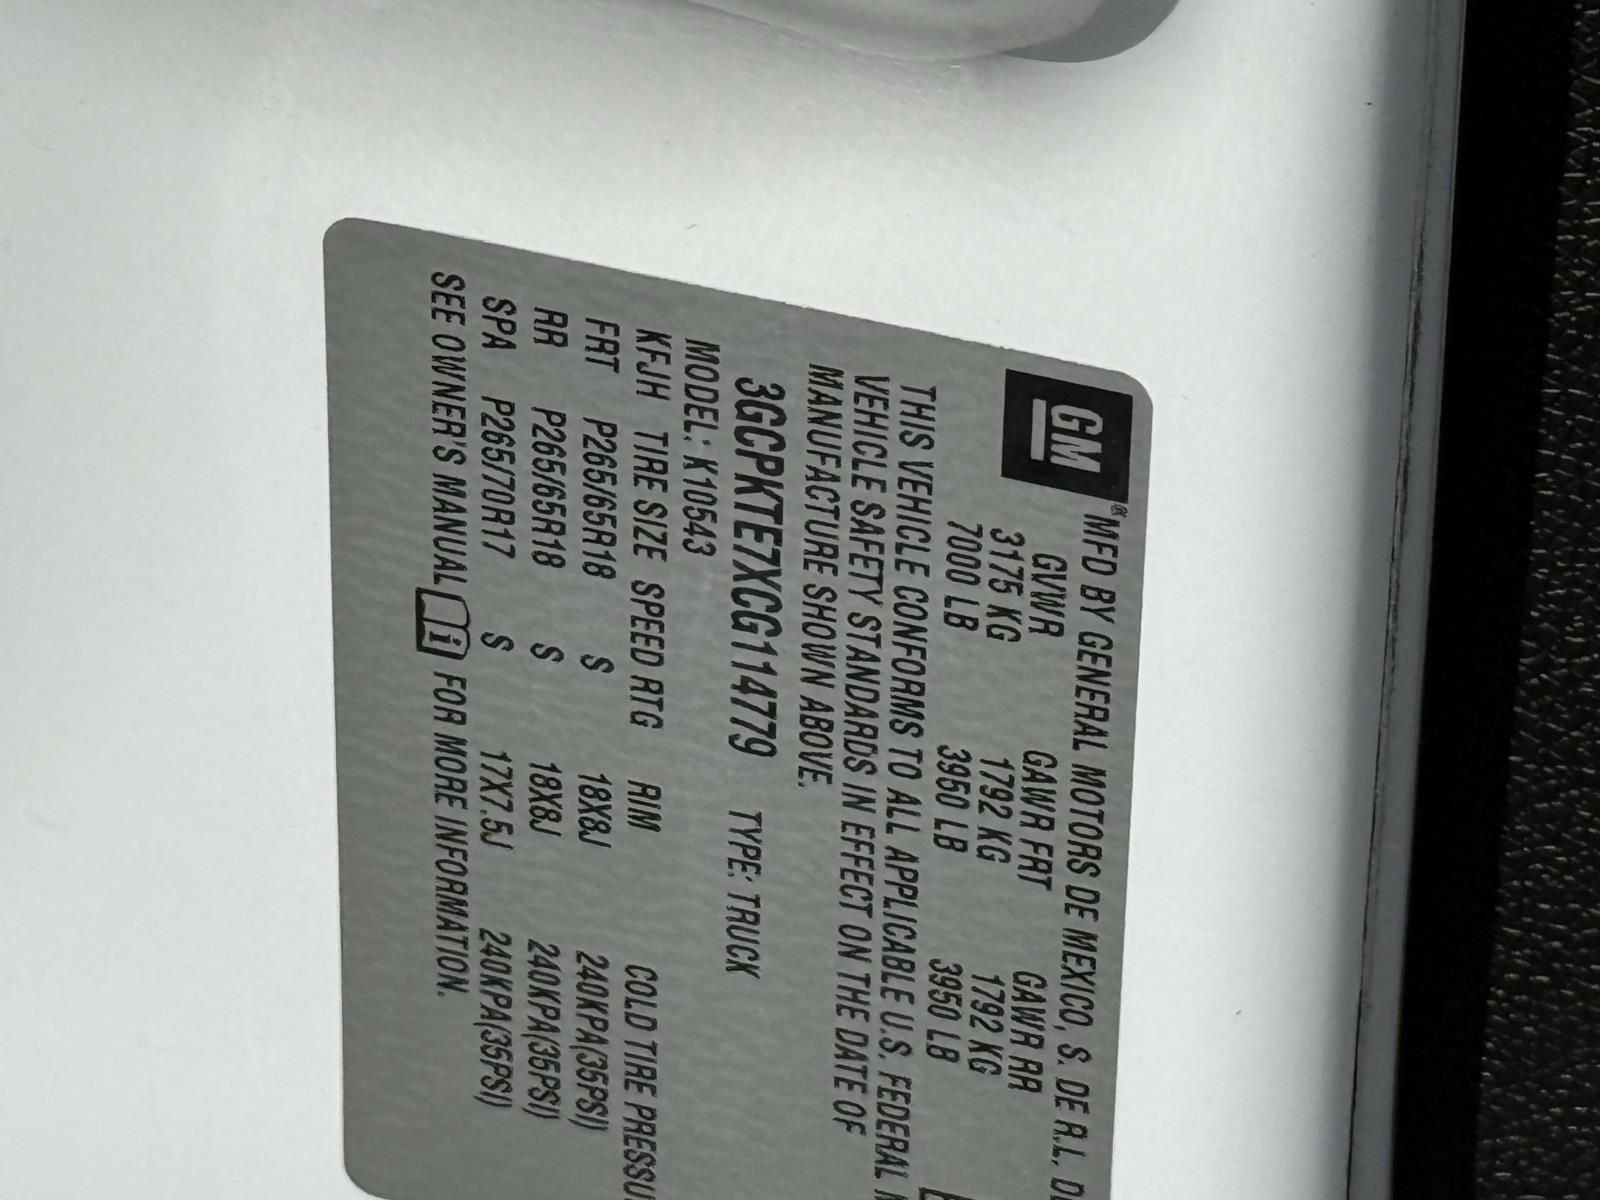 GM ® MFD BY GENERAL MOTORS DE MEXICO, S. DE R.L.
GVWR GAWR FRT GAWR RR
3175 KG 1792 KG 1792 KG
7000 LB 3950 LB 3950 LB
THIS VEHICLE CONFORMS TO ALL APPLICABLE U.S. FEDERAL
VEHICLE SAFETY STANDARDS IN EFFECT ON THE DATE OF
MANUFACTURE SHOWN ABOVE.
3GCPKTE7XCG114779 TYPE: TRUCK
MODEL: K10543
KFJH TIRE SIZE SPEED RTG RIM COLD TIRE PRESSU
FRT P265/65R18 S 18X8J 240KPA(35PSI)
RR P265/65R18 S 18X8J 240KPA(35PSI)
SPA P265/70R17 S 17X7.5J 240KPA(35PSI)
SEE OWNER'S MANUAL i FOR MORE INFORMATION.